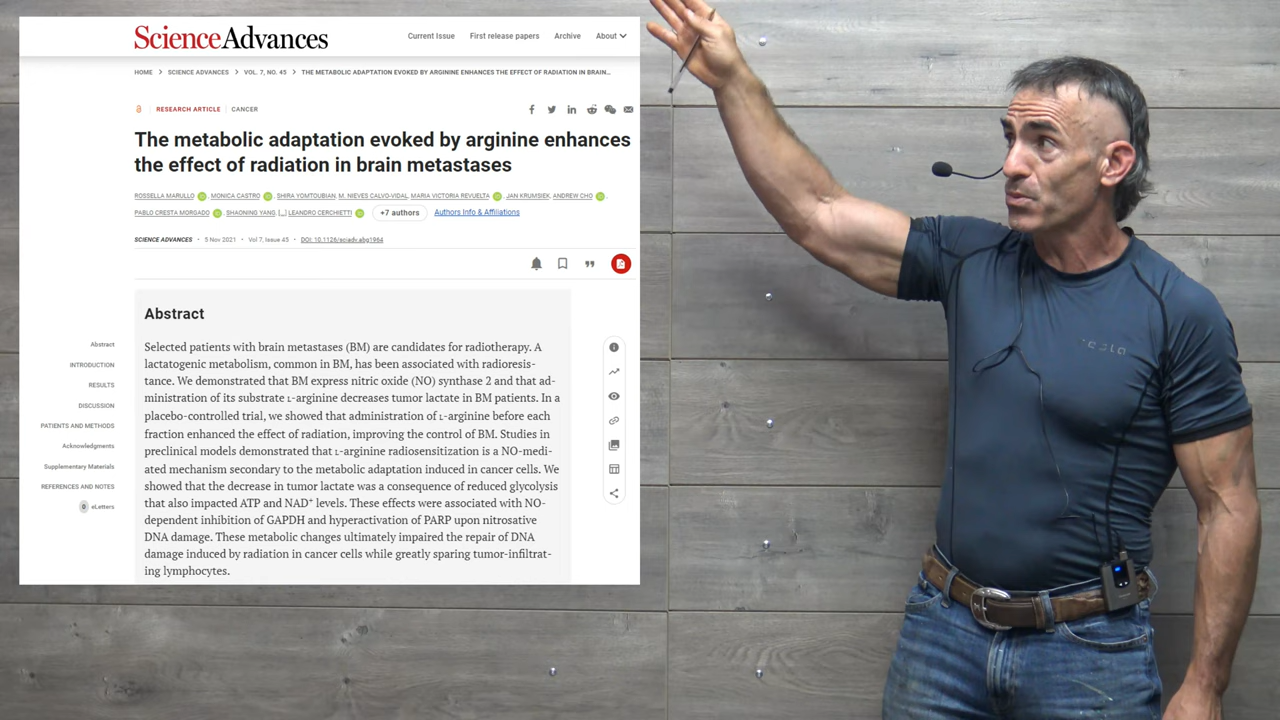 ScienceAdvances
Current Issue First release papers Archive About
HOME > SCIENCE ADVANCES > VOL. 7, NO. 45 > THE METABOLIC ADAPTATION EVOKED BY ARGININE ENHANCES THE EFFECT OF RADIATION IN BRAIN...
RESEARCH ARTICLE | CANCER
The metabolic adaptation evoked by arginine enhances
the effect of radiation in brain metastases
ROSSELLA MARULLO, MONICA CASTRO, SHIRA YOMTOUBIAN, M. NIEVES CALVO-VIDAL, MARIA VICTORIA REVUELTA, JAN KRUMSIEK, ANDREW CHO,
PABLO CRESTA MORGADO, SHAONING YANG, [...] LEANDRO CERCHIETTI +7 authors Authors Info & Affiliations
SCIENCE ADVANCES • 5 Nov 2021 • Vol 7, Issue 45 • DOI: 10.1126/sciadv.abg1964
Abstract
Selected patients with brain metastases (BM) are candidates for radiotherapy. A
lactatogenic metabolism, common in BM, has been associated with radioresis-
tance. We demonstrated that BM express nitric oxide (NO) synthase 2 and that ad-
ministration of its substrate L-arginine decreases tumor lactate in BM patients. In a
placebo-controlled trial, we showed that administration of L-arginine before each
fraction enhanced the effect of radiation, improving the control of BM. Studies in
preclinical models demonstrated that L-arginine radiosensitization is a NO-medi-
ated mechanism secondary to the metabolic adaptation induced in cancer cells. We
showed that the decrease in tumor lactate was a consequence of reduced glycolysis
that also impacted ATP and NAD⁺ levels. These effects were associated with NO-
dependent inhibition of GAPDH and hyperactivation of PARP upon nitrosative
DNA damage. These metabolic changes ultimately impaired the repair of DNA
damage induced by radiation in cancer cells while greatly sparing tumor-infiltrat-
ing lymphocytes.
Abstract
INTRODUCTION
RESULTS
DISCUSSION
PATIENTS AND METHODS
Acknowledgments
Supplementary Materials
REFERENCES AND NOTES
0 eLetters
TESLA